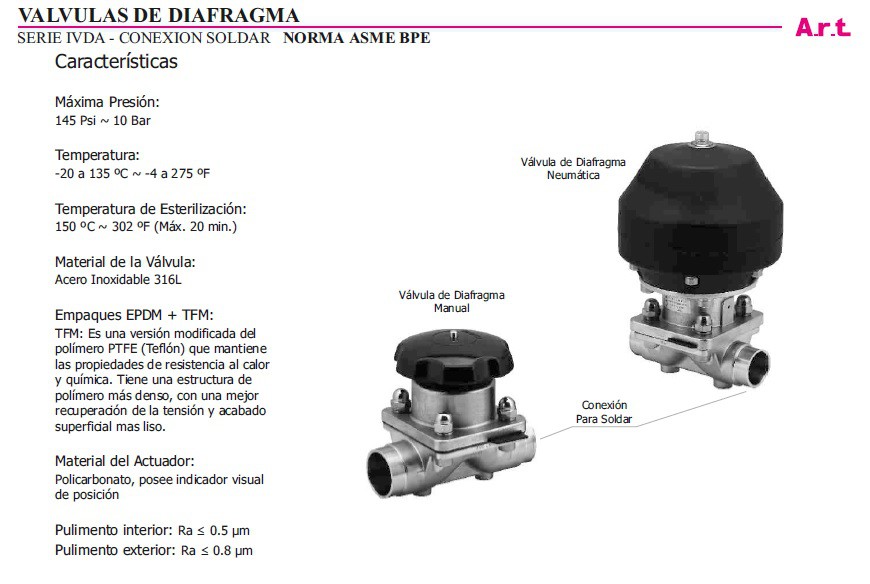 VALVULAS DE DIAFRAGMA
SERIE IVDA - CONEXION SOLDAR NORMA ASME BPE
A.r.t.
Características
Máxima Presión:
145 Psi ~ 10 Bar
Temperatura:
-20 a 135 ºC ~ -4 a 275 ºF
Temperatura de Esterilización:
150 ºC ~ 302 ºF (Máx. 20 min.)
Material de la Válvula:
Acero Inoxidable 316L
Empaques EPDM + TFM:
TFM: Es una versión modificada del
polímero PTFE (Teflón) que mantiene
las propiedades de resistencia al calor
y química. Tiene una estructura de
polímero más denso, con una mejor
recuperación de la tensión y acabado
superficial mas liso.
Material del Actuador:
Policarbonato, posee indicador visual
de posición
Pulimento interior: Ra ≤ 0.5 µm
Pulimento exterior: Ra ≤ 0.8 µm
Válvula de Diafragma
Neumática
Válvula de Diafragma
Manual
Conexión
Para Soldar